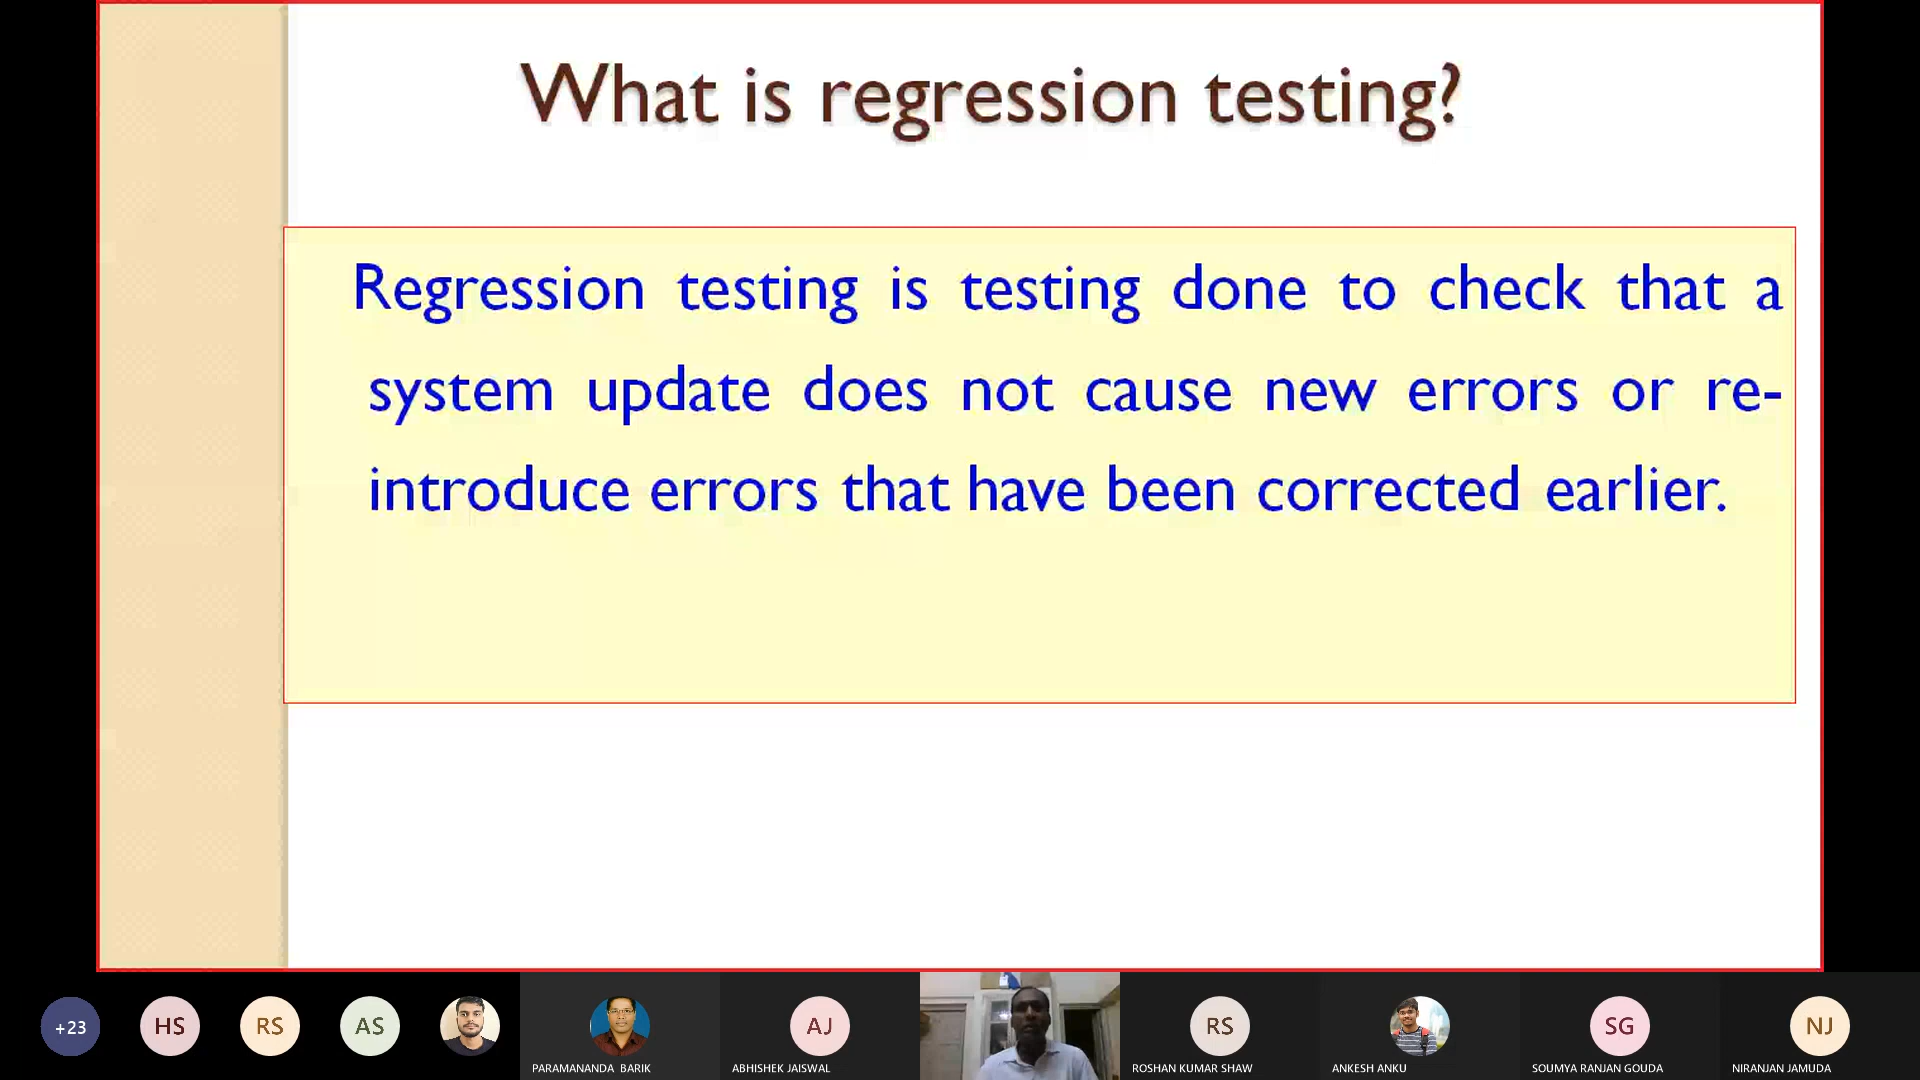 What is regression testing?
Regression testing is testing done to check that a
system update does not cause new errors or re-
introduce errors that have been corrected earlier.
+23
HS
RS
AS
PARAMANANDA BARIK
AJ
ABHISHEK JAISWAL
RS
ROSHAN KUMAR SHAW
ANKESH ANKU
SG
SOUMYA RANJAN GOUDA
NJ
NIRANJAN JAMUDA